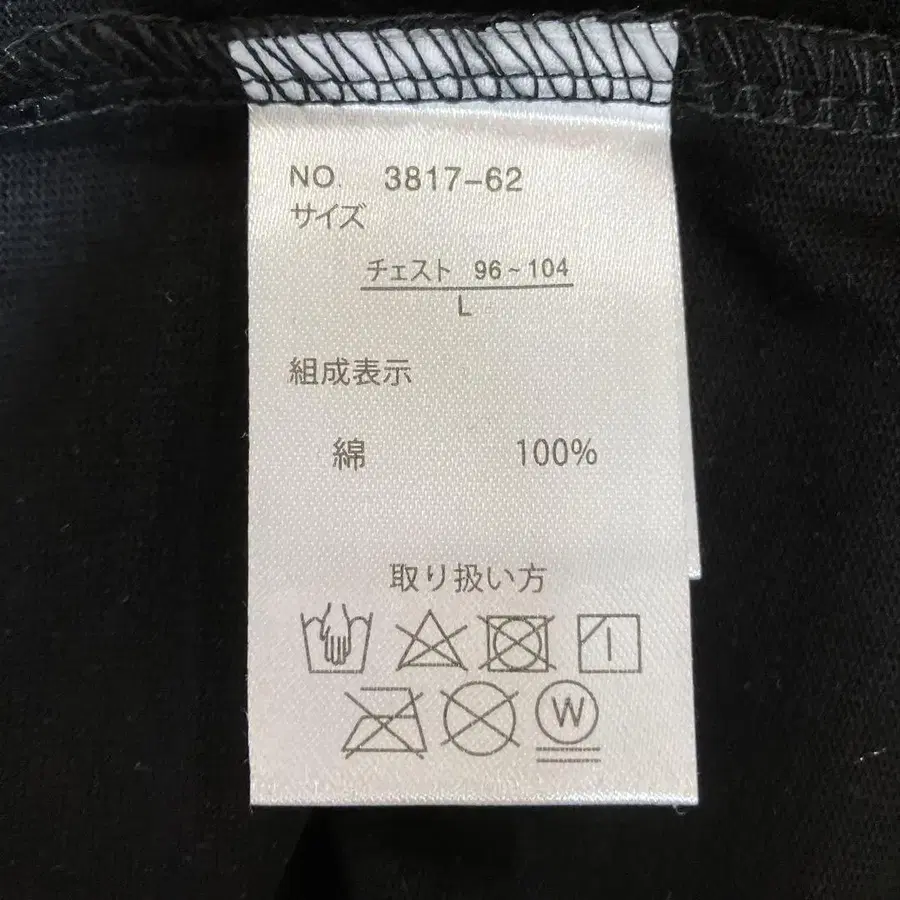 NO. 3817-62
サイズ
チェスト 96~104
L
組成表示
綿 100%
取り扱い方
W